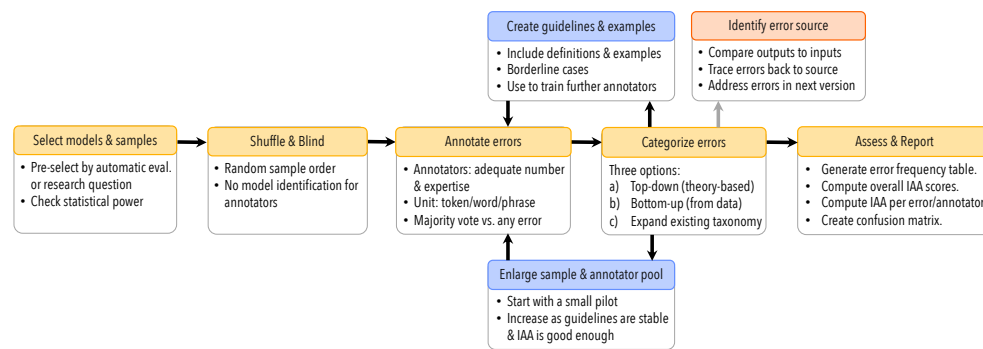 Create guidelines & examples
• Include definitions & examples
• Borderline cases
• Use to train further annotators
Identify error source
• Compare outputs to inputs
• Trace errors back to source
• Address errors in next version
Select models & samples
• Pre-select by automatic eval.
or research question
• Check statistical power
Shuffle & Blind
• Random sample order
• No model identification for
annotators
Annotate errors
• Annotators: adequate number
& expertise
• Unit: token/word/phrase
• Majority vote vs. any error
Categorize errors
Three options:
a) Top-down (theory-based)
b) Bottom-up (from data)
c) Expand existing taxonomy
Assess & Report
• Generate error frequency table.
• Compute overall IAA scores.
• Compute IAA per error/annotator
• Create confusion matrix.
Enlarge sample & annotator pool
• Start with a small pilot
• Increase as guidelines are stable
& IAA is good enough